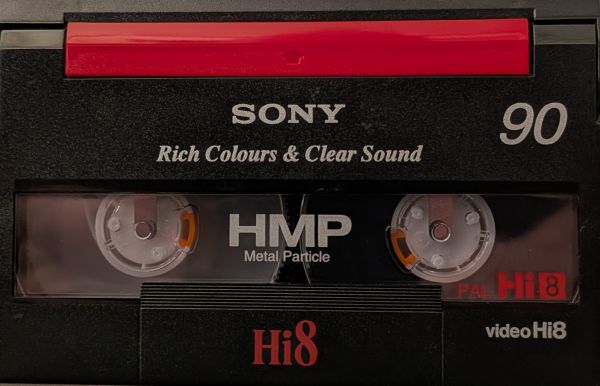 SONY
90
Rich Colours & Clear Sound
HMP
Metal Particle
PAL Hi8
Hi8
video Hi8